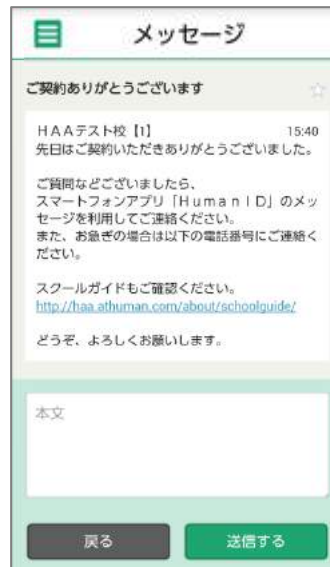 メッセージ
ご契約ありがとうございます
HAAテスト校【1】 15:40
先日はご契約いただきありがとうございました。
ご質問などございましたら、
スマートフォンアプリ「HumanID」のメッ
セージを利用してご連絡ください。
また、お急ぎの場合は以下の電話番号にご連絡く
ださい。
スクールガイドもご確認ください。
http://haa.athuman.com/about/schoolguide/
どうぞ、よろしくお願いします。
本文
戻る 送信する